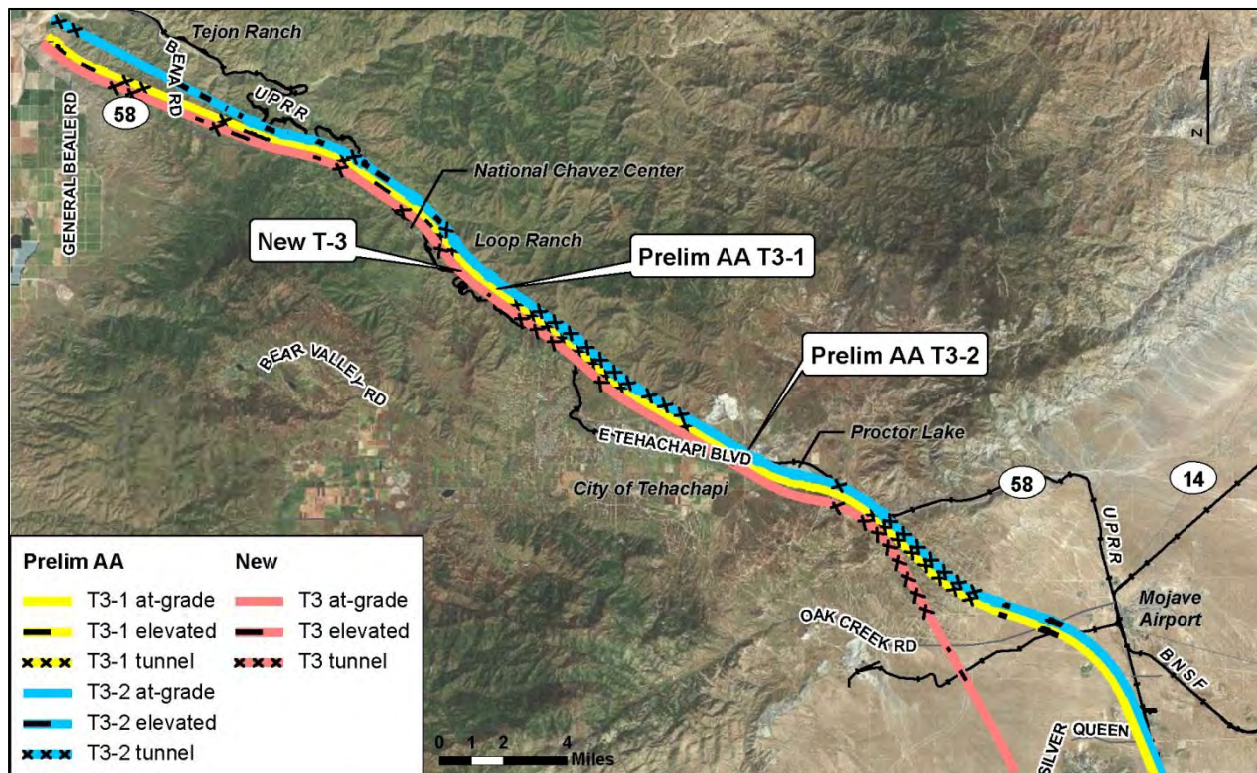 Tejon Ranch
BENA RD
UPRR
58
GENERAL BEALE RD
N
National Chavez Center
New T-3
Loop Ranch
Prelim AA T3-1
BEAR VALLEY RD
Prelim AA T3-2
E TEHACHAPI BLVD
Proctor Lake
City of Tehachapi
58
14
UPRR
Mojave
Airport
OAK CREEK RD
BNSF
SILVER QUEEN
Prelim AA
T3-1 at-grade
T3-1 elevated
T3-1 tunnel
T3-2 at-grade
T3-2 elevated
T3-2 tunnel
New
T3 at-grade
T3 elevated
T3 tunnel
0 1 2 4
Miles